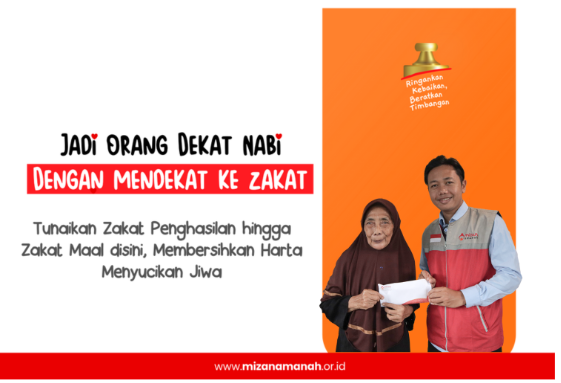 Ringankan
Kebaikan,
Beratkan
Timbangan
JADI ORANG DEKAT NABI
DENGAN MENDEKAT KE ZAKAT
Tunaikan Zakat Penghasilan hingga
Zakat Maal disini, Membersihkan Harta
Menyucikan Jiwa
www.mizanamanah.or.id